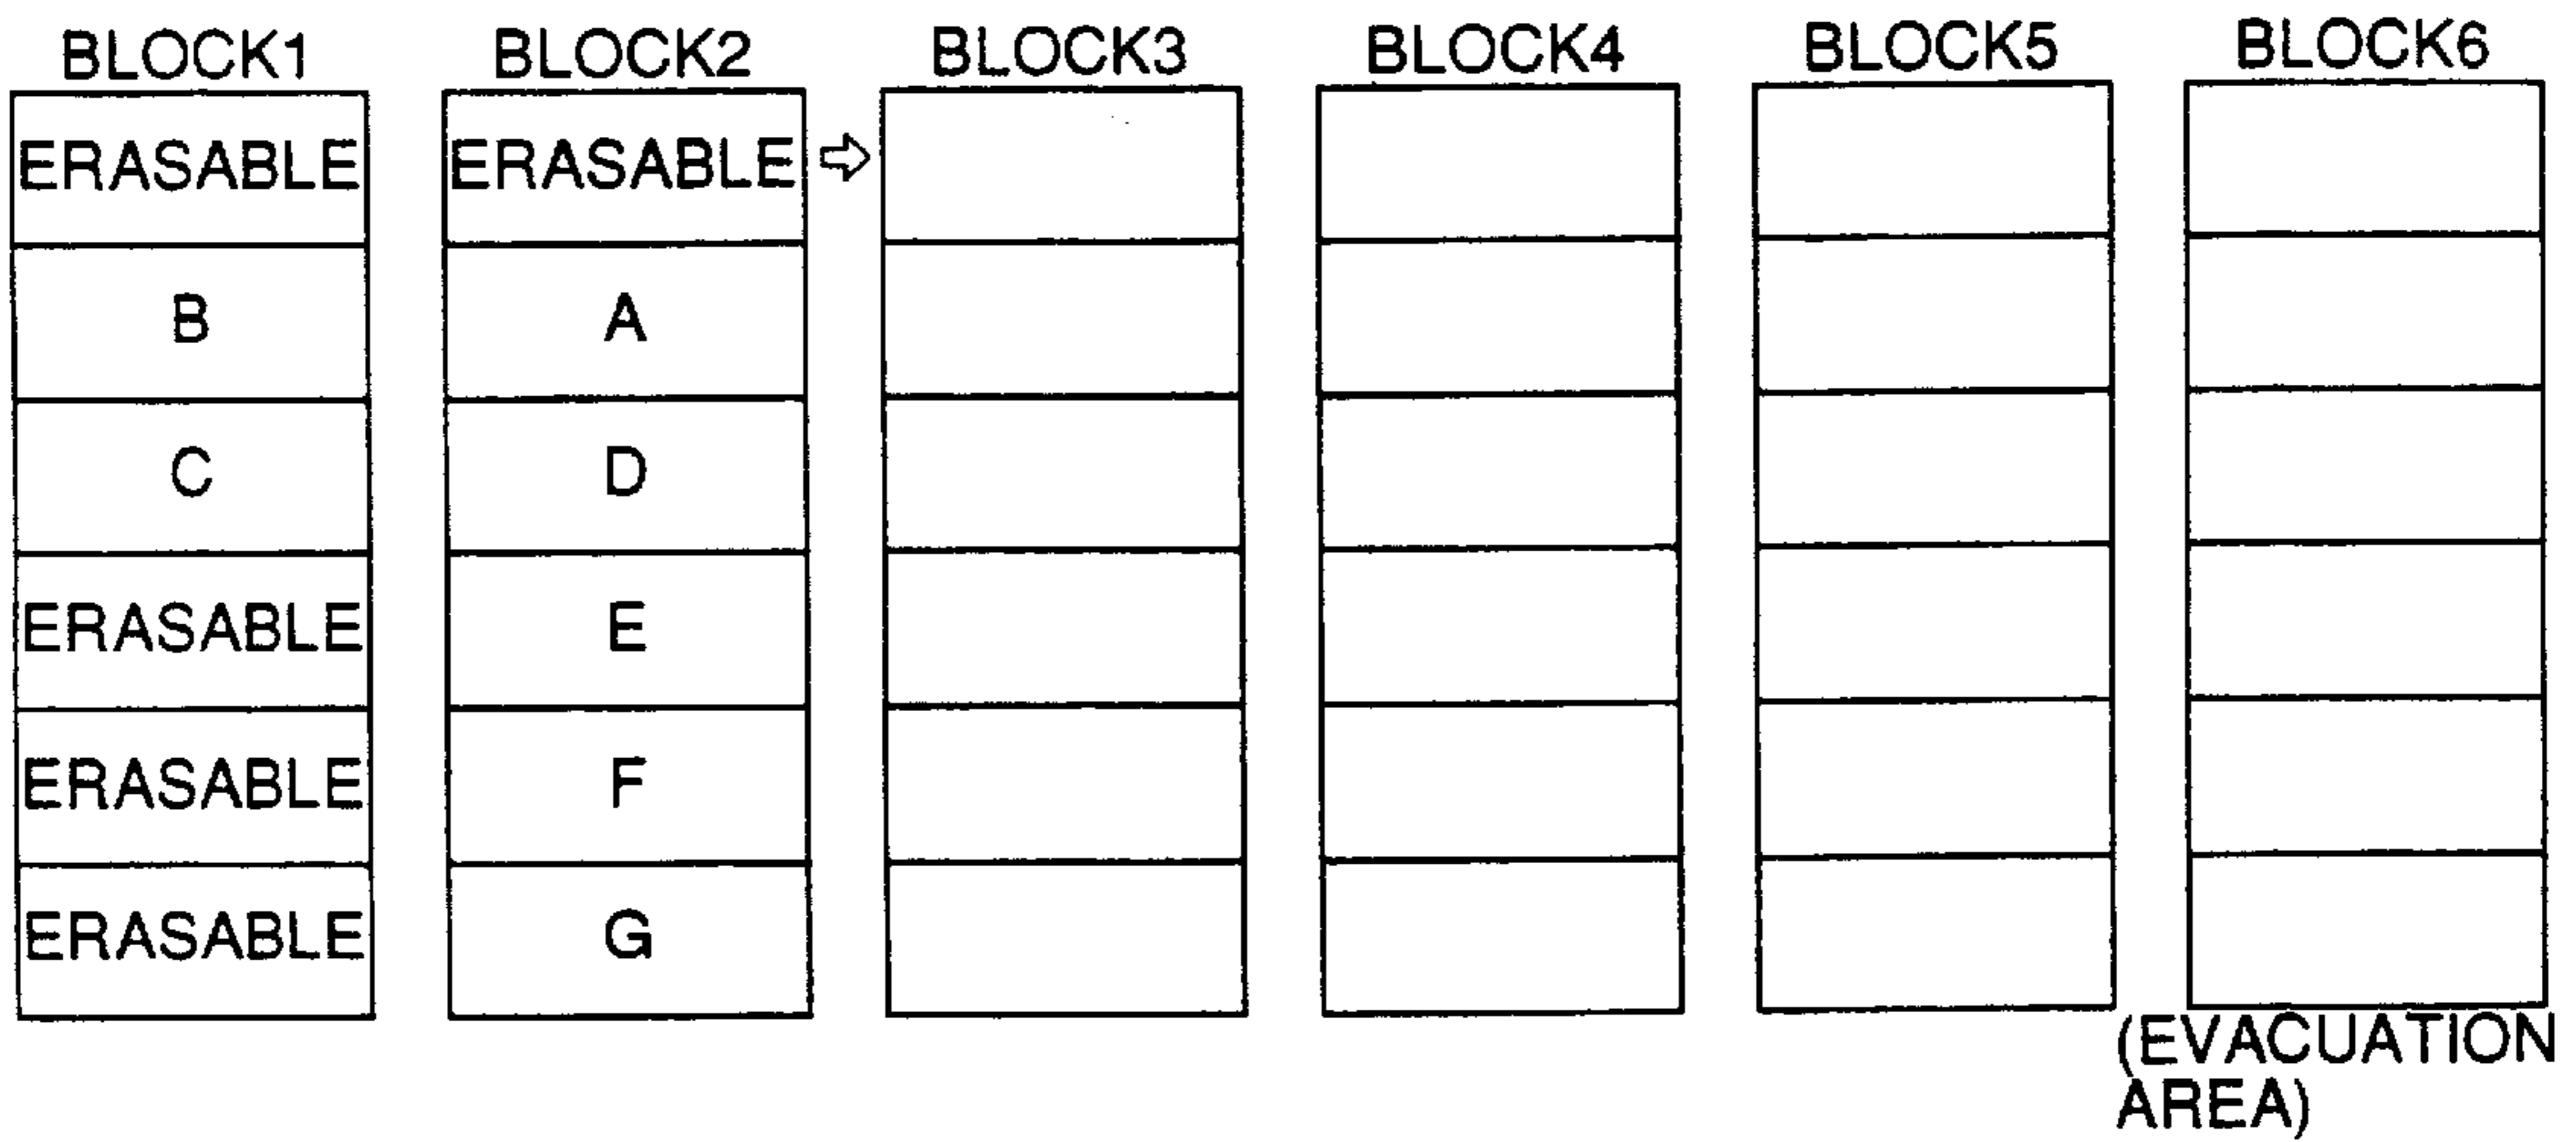 BLOCK1 BLOCK2 BLOCK3 BLOCK4 BLOCK5 BLOCK6
ERASABLE ERASABLE
B A
C D
ERASABLE E
ERASABLE F
ERASABLE G
(EVACUATION
AREA)